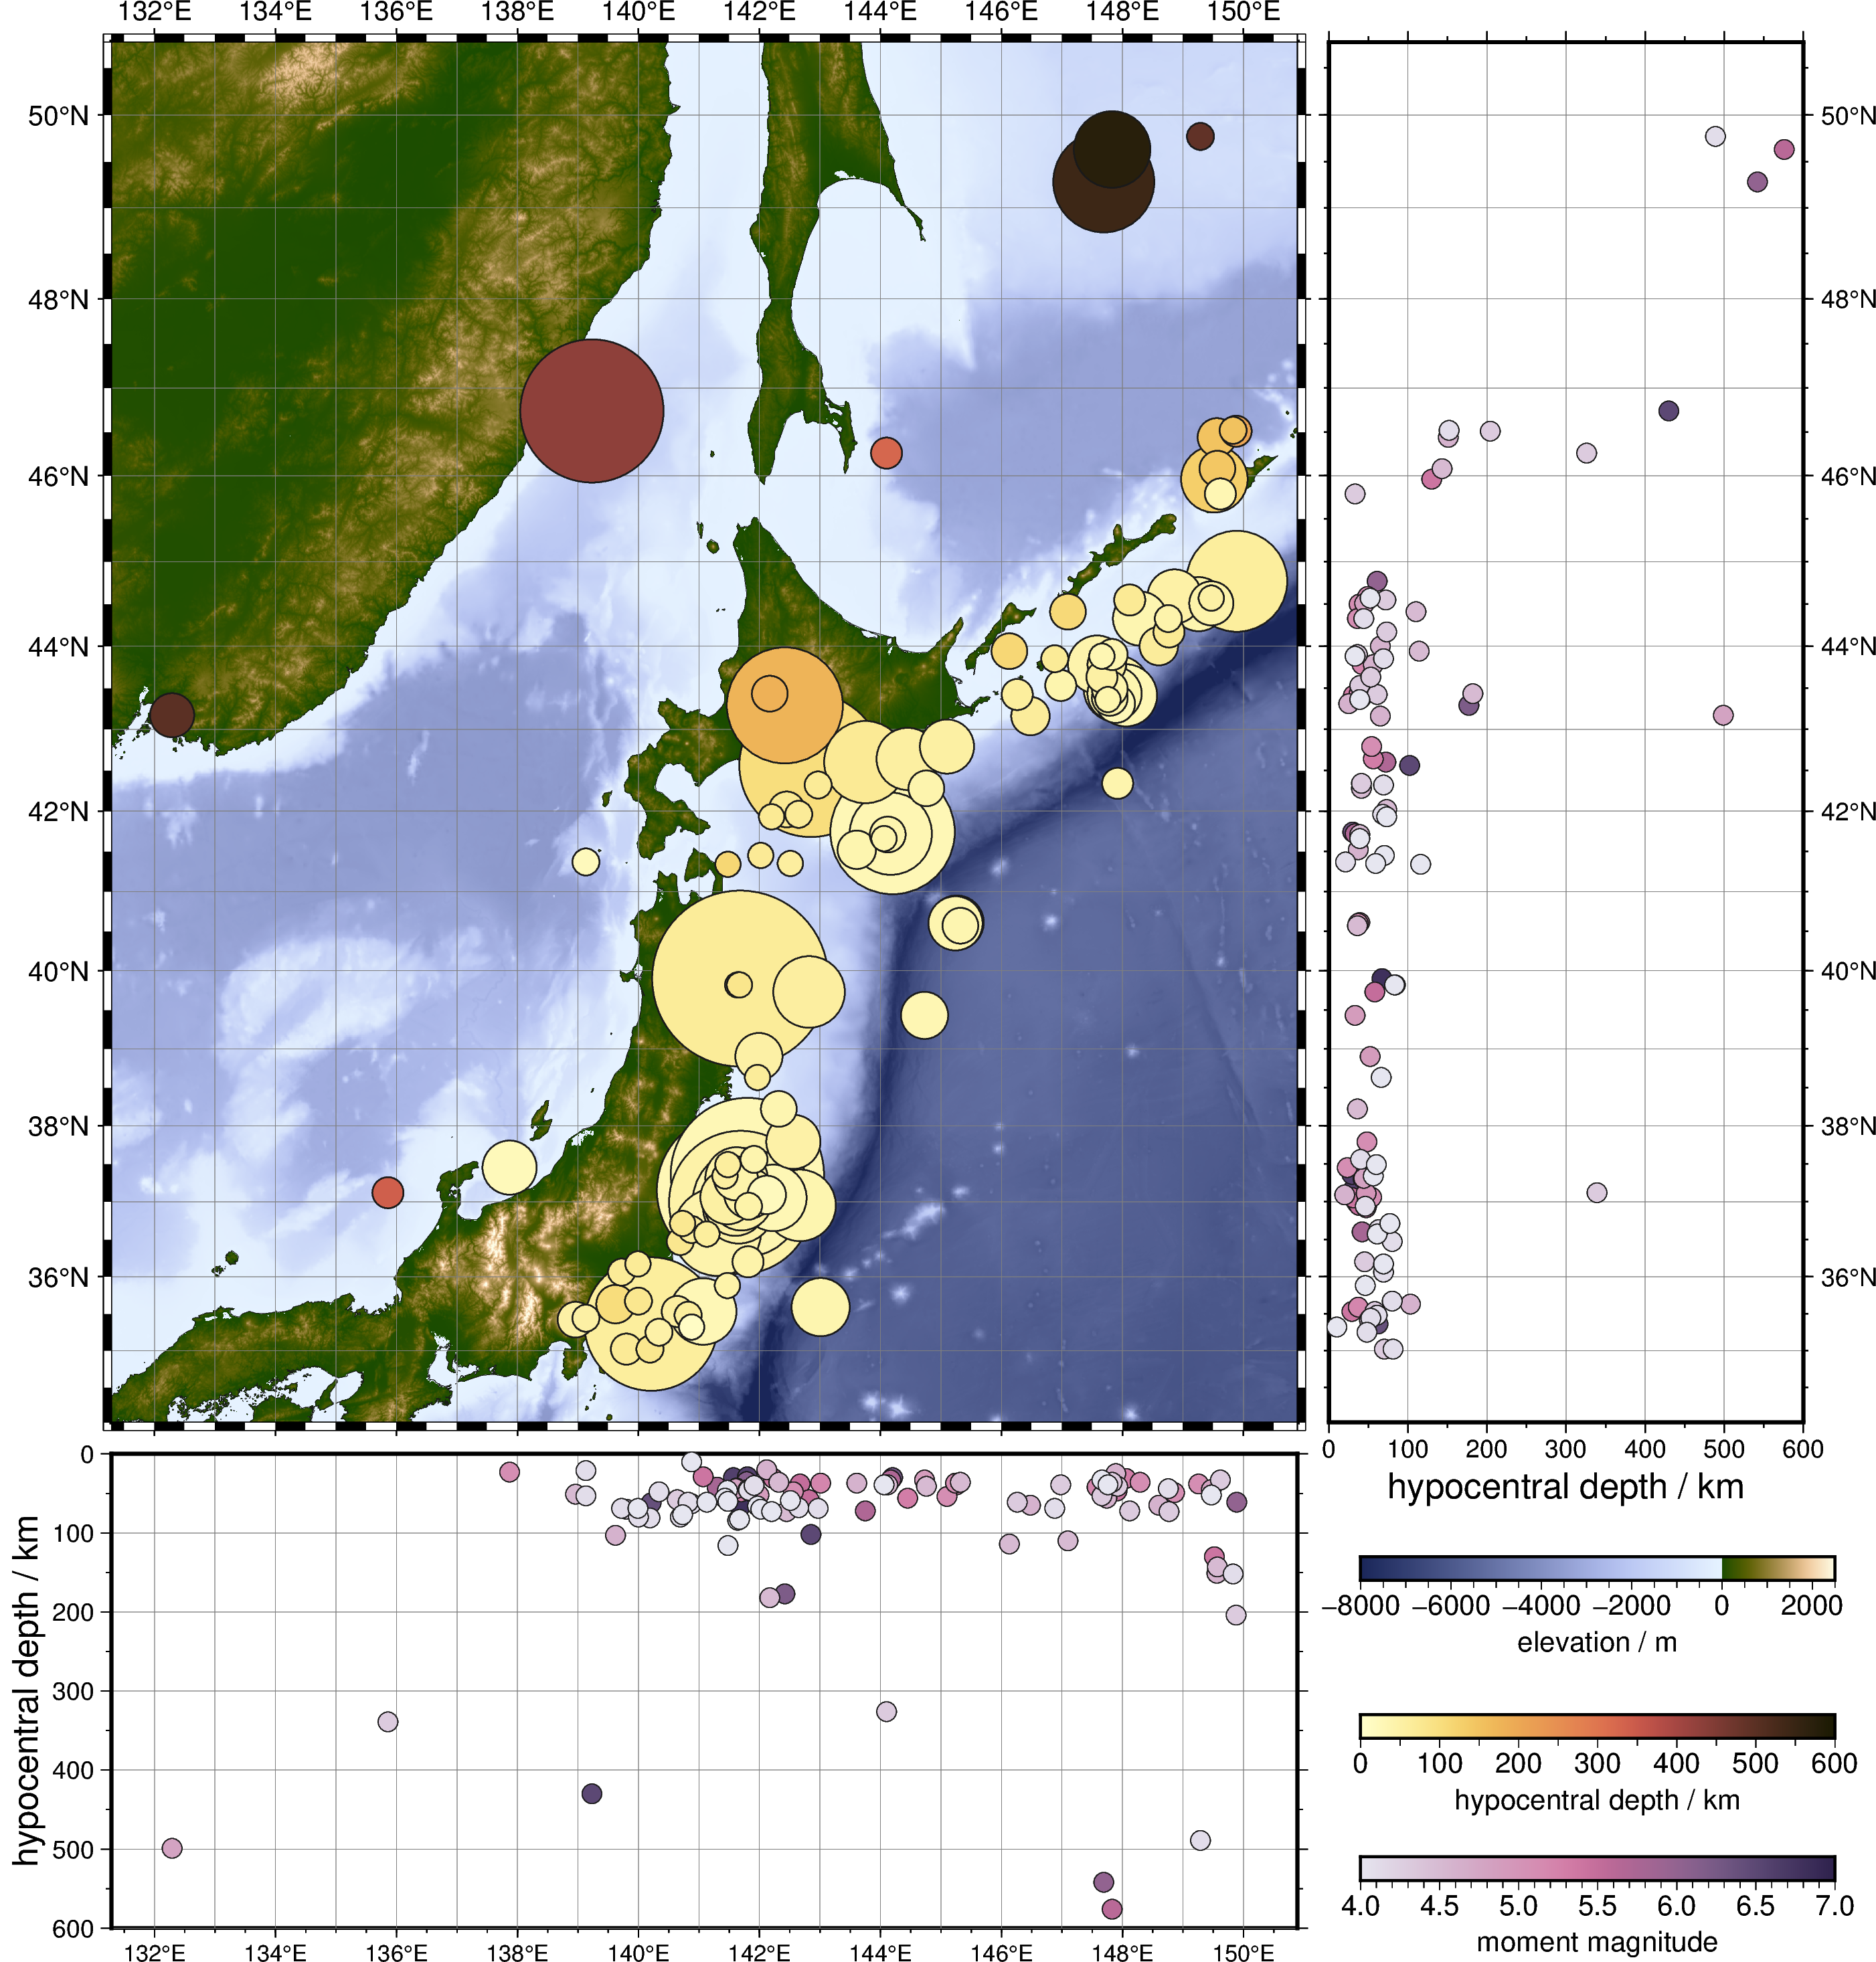 132°E 134°E 136°E 138°E 140°E 142°E 144°E 146°E 148°E 150°E
50°N 50°N
48°N 48°N
46°N 46°N
44°N 44°N
42°N 42°N
40°N 40°N
38°N 38°N
36°N 36°N
0 100 200 300 400 500 600
hypocentral depth / km
0
100
200
300
400
500
600
hypocentral depth / km
132°E 134°E 136°E 138°E 140°E 142°E 144°E 146°E 148°E 150°E
−8000 −6000 −4000 −2000 0 2000
elevation / m
0 100 200 300 400 500 600
hypocentral depth / km
4.0 4.5 5.0 5.5 6.0 6.5 7.0
moment magnitude